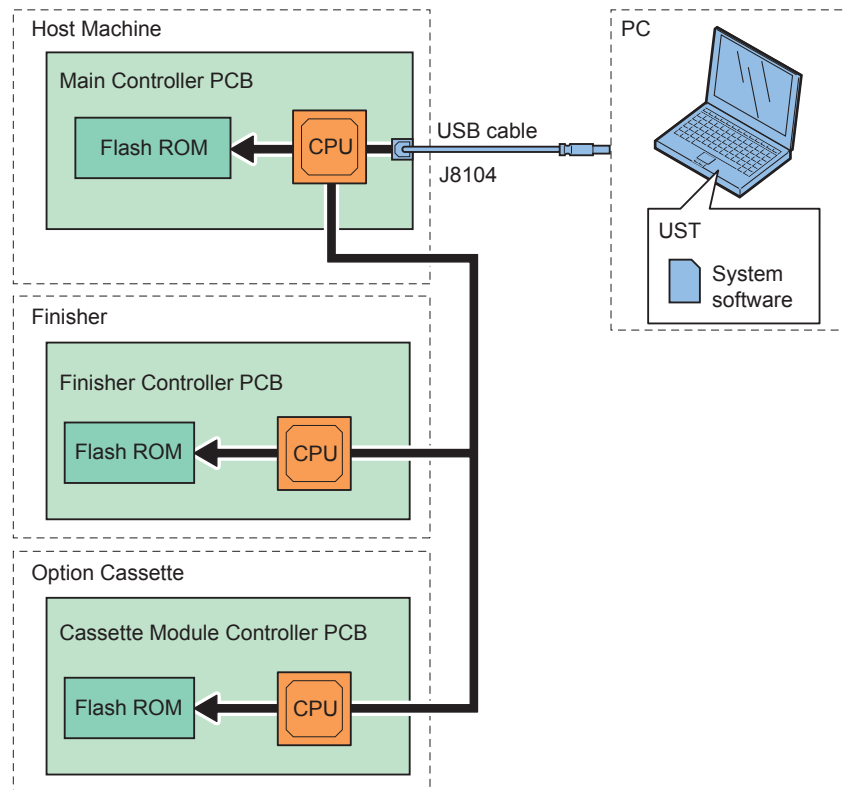 Host Machine
Main Controller PCB
Flash ROM
CPU
USB cable
J8104
PC
UST
System
software
Finisher
Finisher Controller PCB
Flash ROM
CPU
Option Cassette
Cassette Module Controller PCB
Flash ROM
CPU